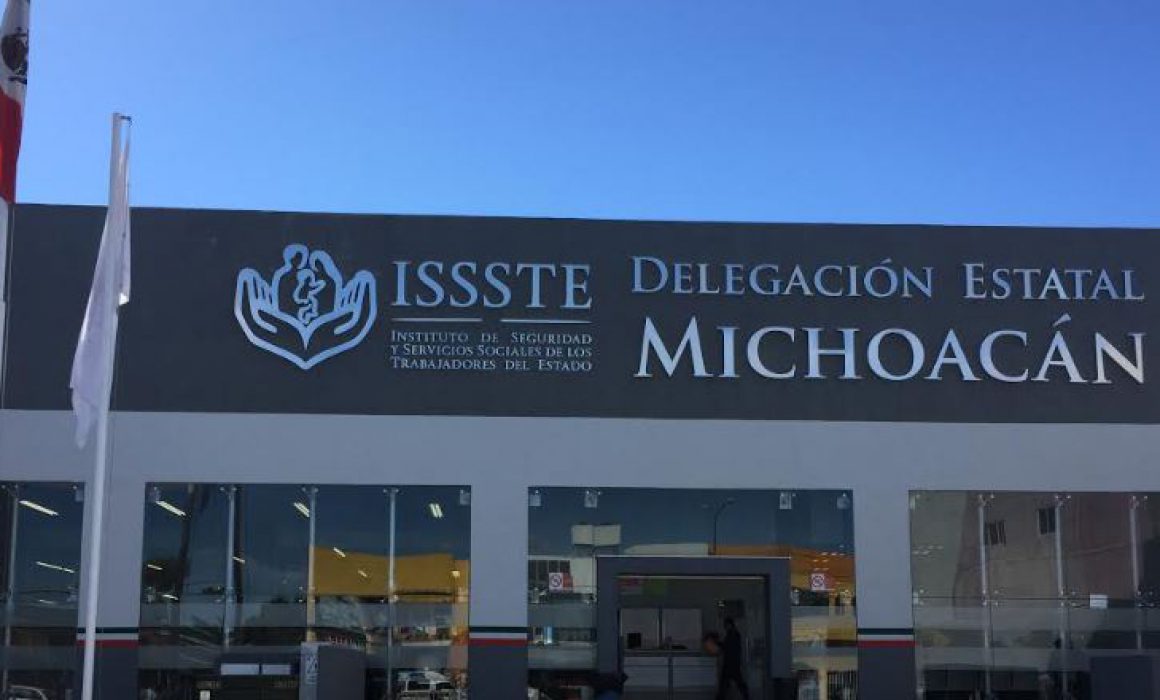 ISSSTE
INSTITUTO DE SEGURIDAD
Y SERVICIOS SOCIALES DE LOS
TRABAJADORES DEL ESTADO
DELEGACIÓN ESTATAL
MICHOACÁN